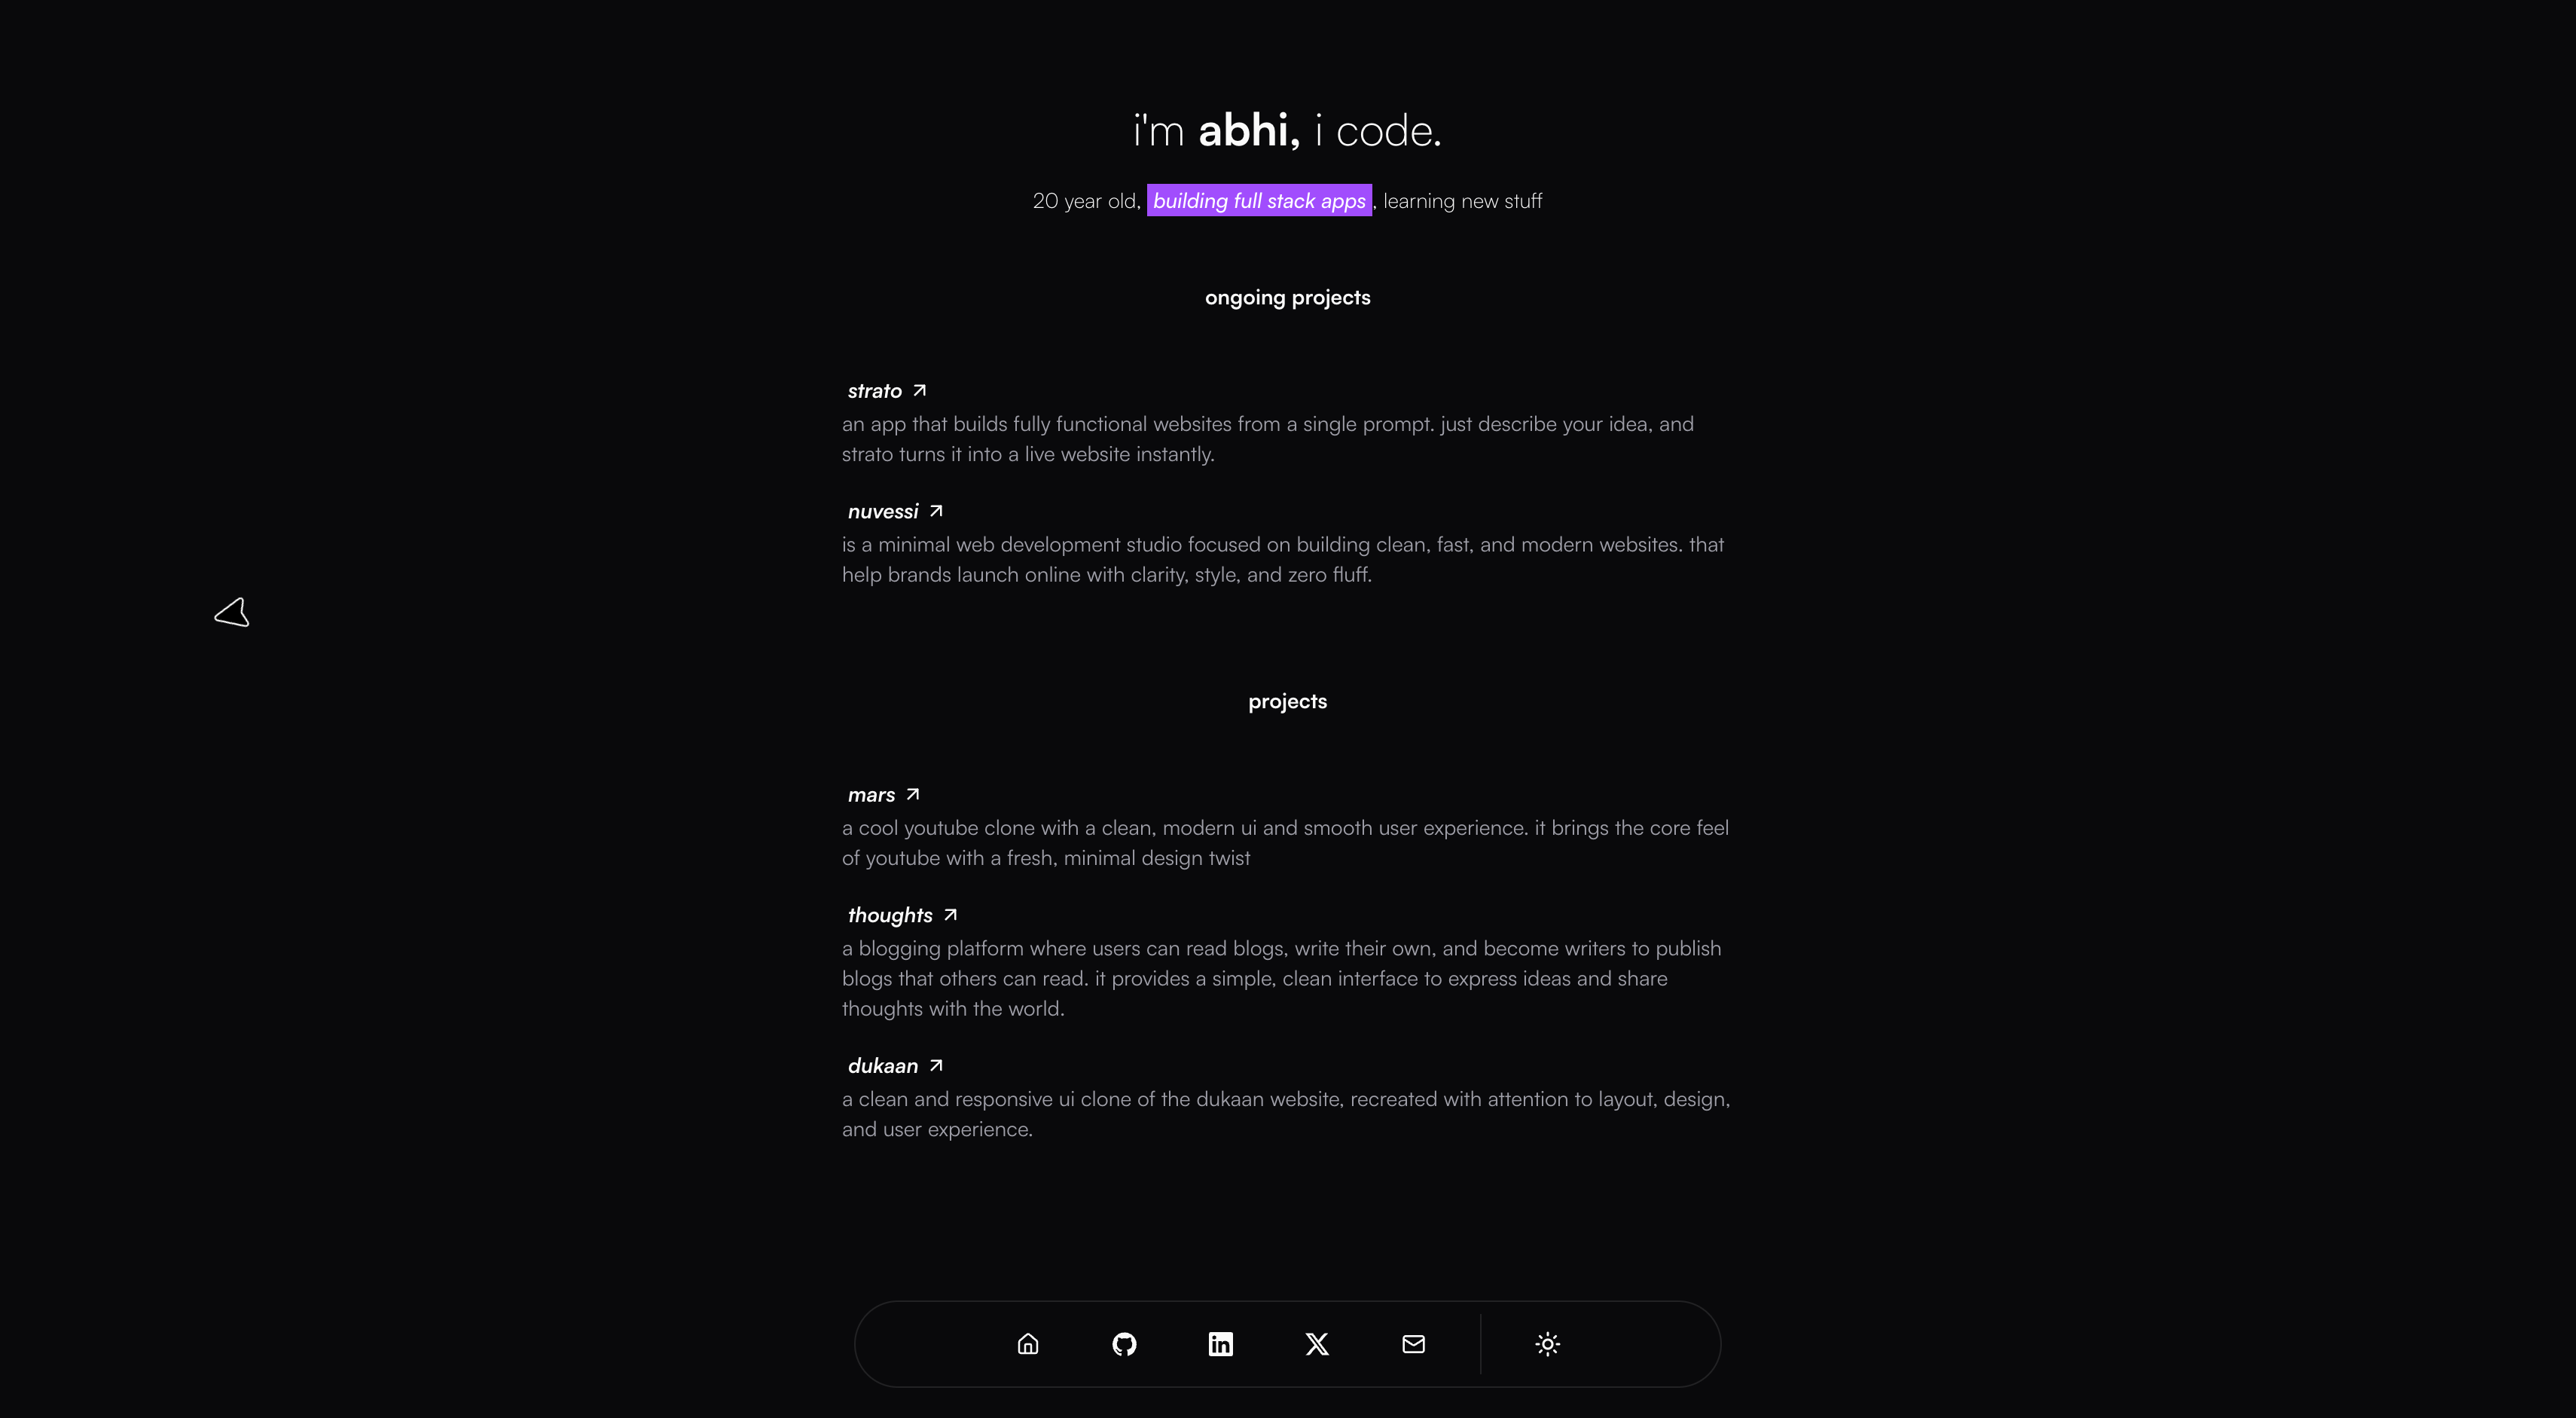 i'm abhi, i code.
20 year old, building full stack apps , learning new stuff
ongoing projects
strato
an app that builds fully functional websites from a single prompt. just describe your idea, and
strato turns it into a live website instantly.
nuvessi
is a minimal web development studio focused on building clean, fast, and modern websites. that
help brands launch online with clarity, style, and zero fluff.
projects
mars
a cool youtube clone with a clean, modern ui and smooth user experience. it brings the core feel
of youtube with a fresh, minimal design twist
thoughts
a blogging platform where users can read blogs, write their own, and become writers to publish
blogs that others can read. it provides a simple, clean interface to express ideas and share
thoughts with the world.
dukaan
a clean and responsive ui clone of the dukaan website, recreated with attention to layout, design,
and user experience.
in